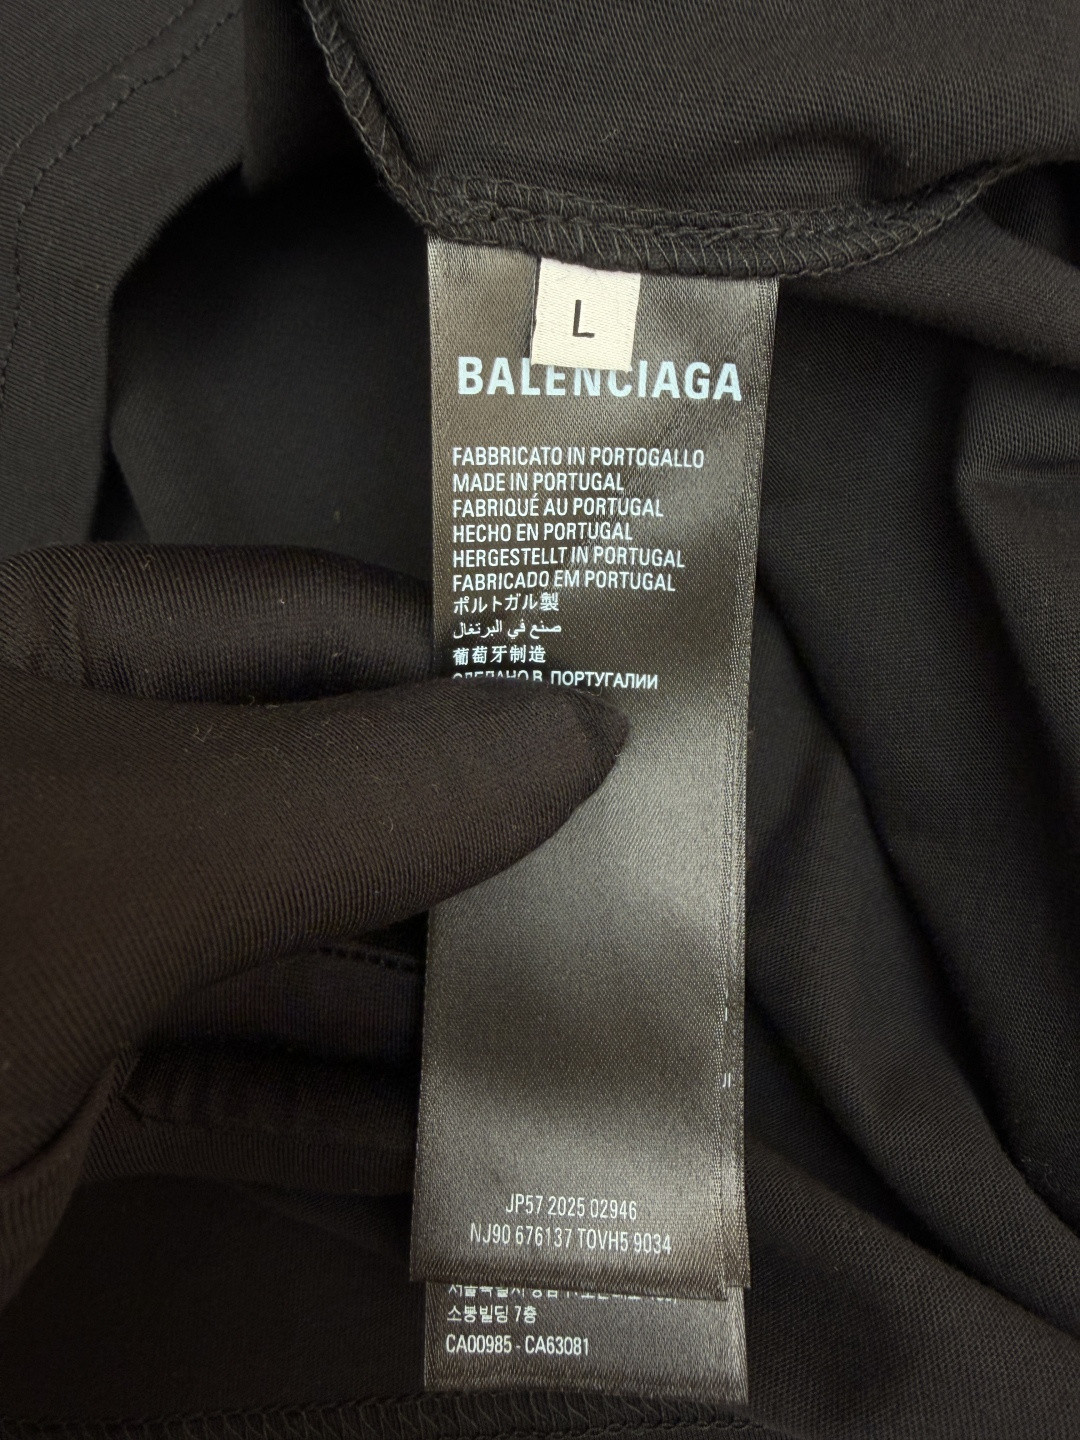 L
BALENCIAGA
FABBRICATO IN PORTOGALLO
MADE IN PORTUGAL
FABRIQUÉ AU PORTUGAL
HECHO EN PORTUGAL
HERGESTELLT IN PORTUGAL
FABRICADO EM PORTUGAL
ポルトガル製
صنع في البرتغال
葡萄牙制造
СДЕЛАНО В ПОРТУГАЛИИ
JP57 2025 02946
NJ90 676137 TOVH5 9034
소봉빌딩 7층
CA00985 - CA63081